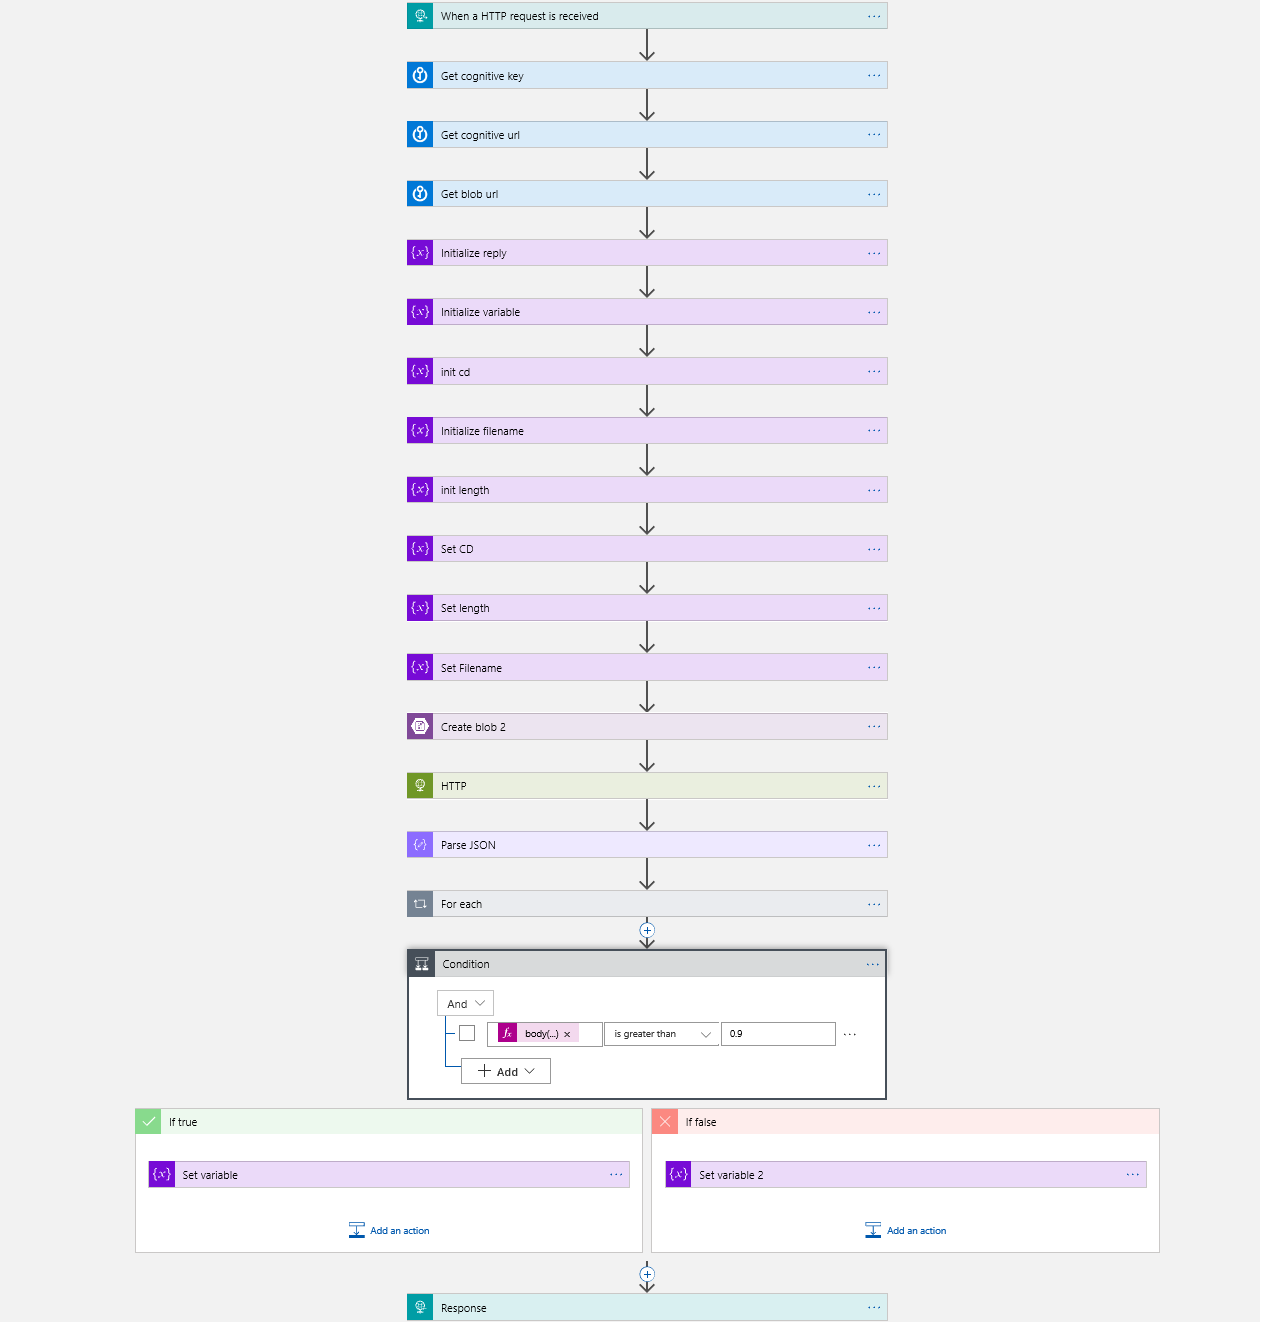 When a HTTP request is received
Get cognitive key
Get cognitive url
Get blob url
{x} Initialize reply
{x} Initialize variable
{x} init cd
{x} Initialize filename
{x} init length
{x} Set CD
{x} Set length
{x} Set Filename
Create blob 2
HTTP
Parse JSON
For each
Condition
And
fx body(...) × is greater than 0.9
+ Add
If true If false
{x} Set variable {x} Set variable 2
Add an action Add an action
Response